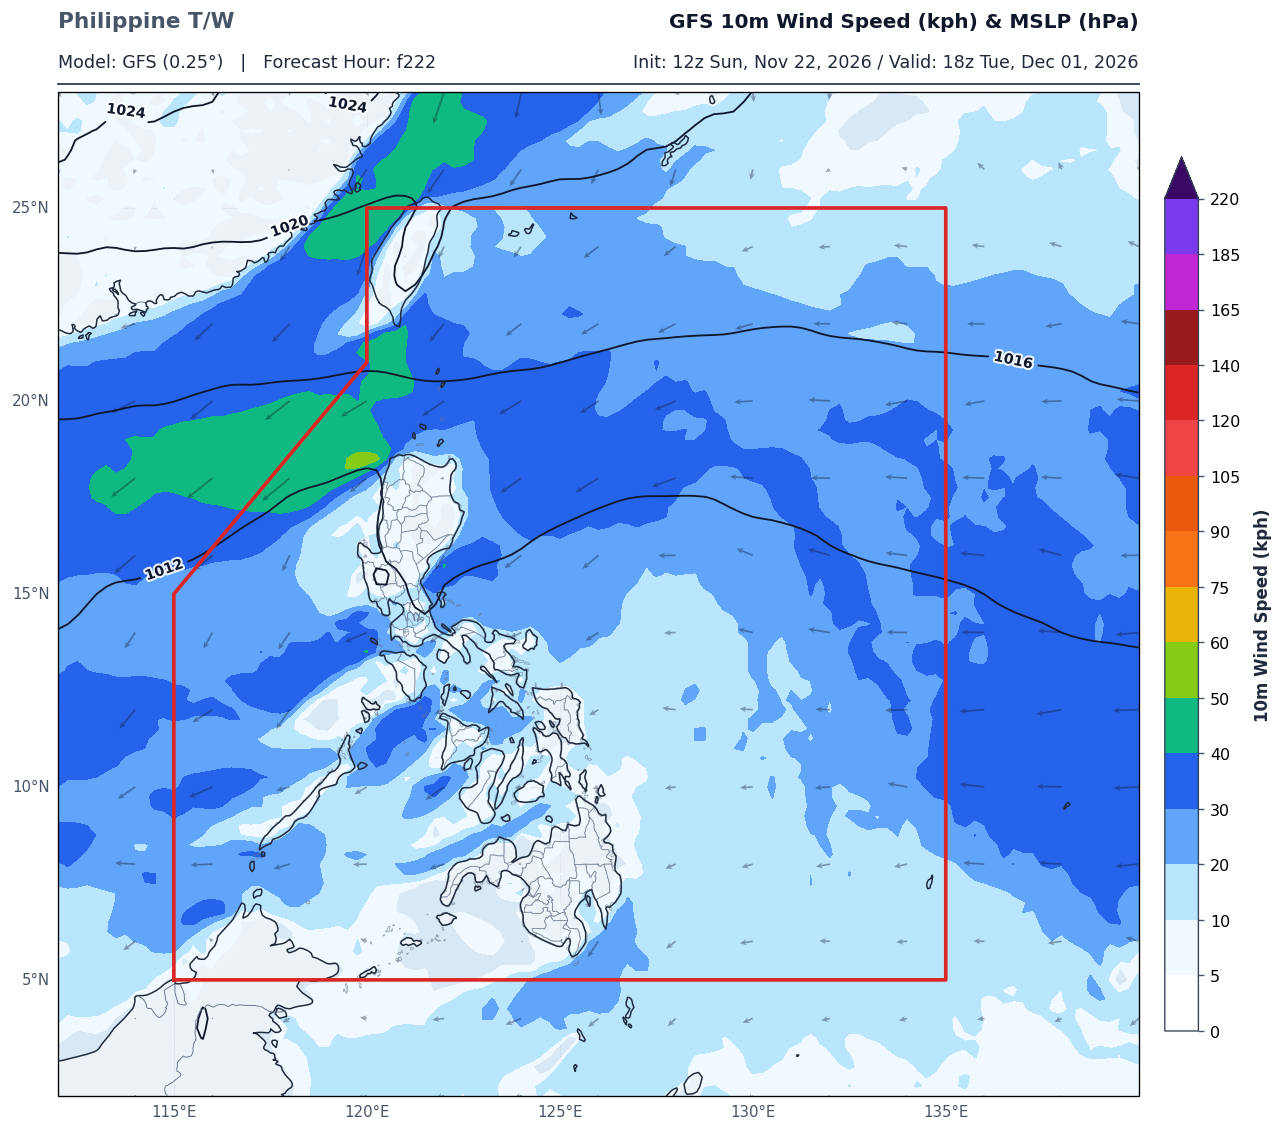 Philippine T/W
GFS 10m Wind Speed (kph) & MSLP (hPa)
Model: GFS (0.25°) | Forecast Hour: f222
Init: 12z Sun, Nov 22, 2026 / Valid: 18z Tue, Dec 01, 2026
1024
1024
1020
1016
1012
25°N
20°N
15°N
10°N
5°N
115°E
120°E
125°E
130°E
135°E
220
185
165
140
120
105
90
75
60
50
40
30
20
10
5
0
10m Wind Speed (kph)